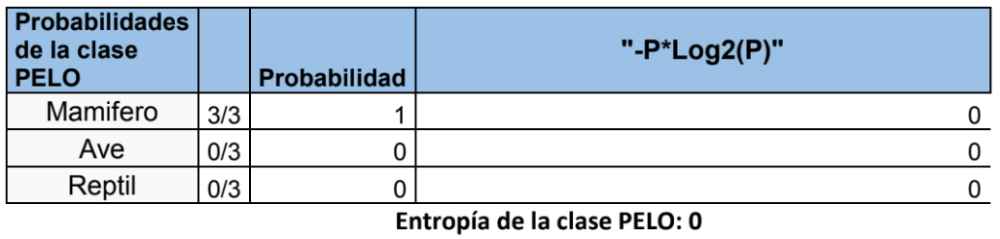 Probabilidades
de la clase
PELO
Probabilidad
"-P*Log2(P)"
Mamifero 3/3 1 0
Ave 0/3 0 0
Reptil 0/3 0 0
Entropía de la clase PELO: 0